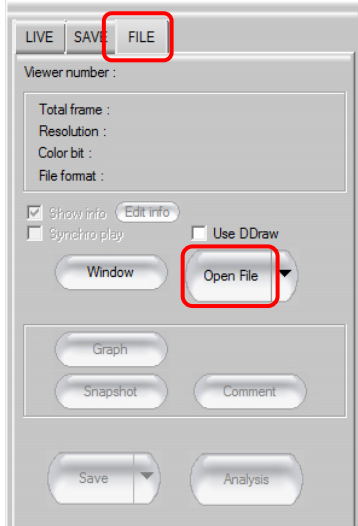 LIVE SAVE FILE
Viewer number :
Total frame :
Resolution :
Color bit :
File format :
Show info Edit info
Synchro play Use DDraw
Window Open File
Graph
Snapshot Comment
Save Analysis